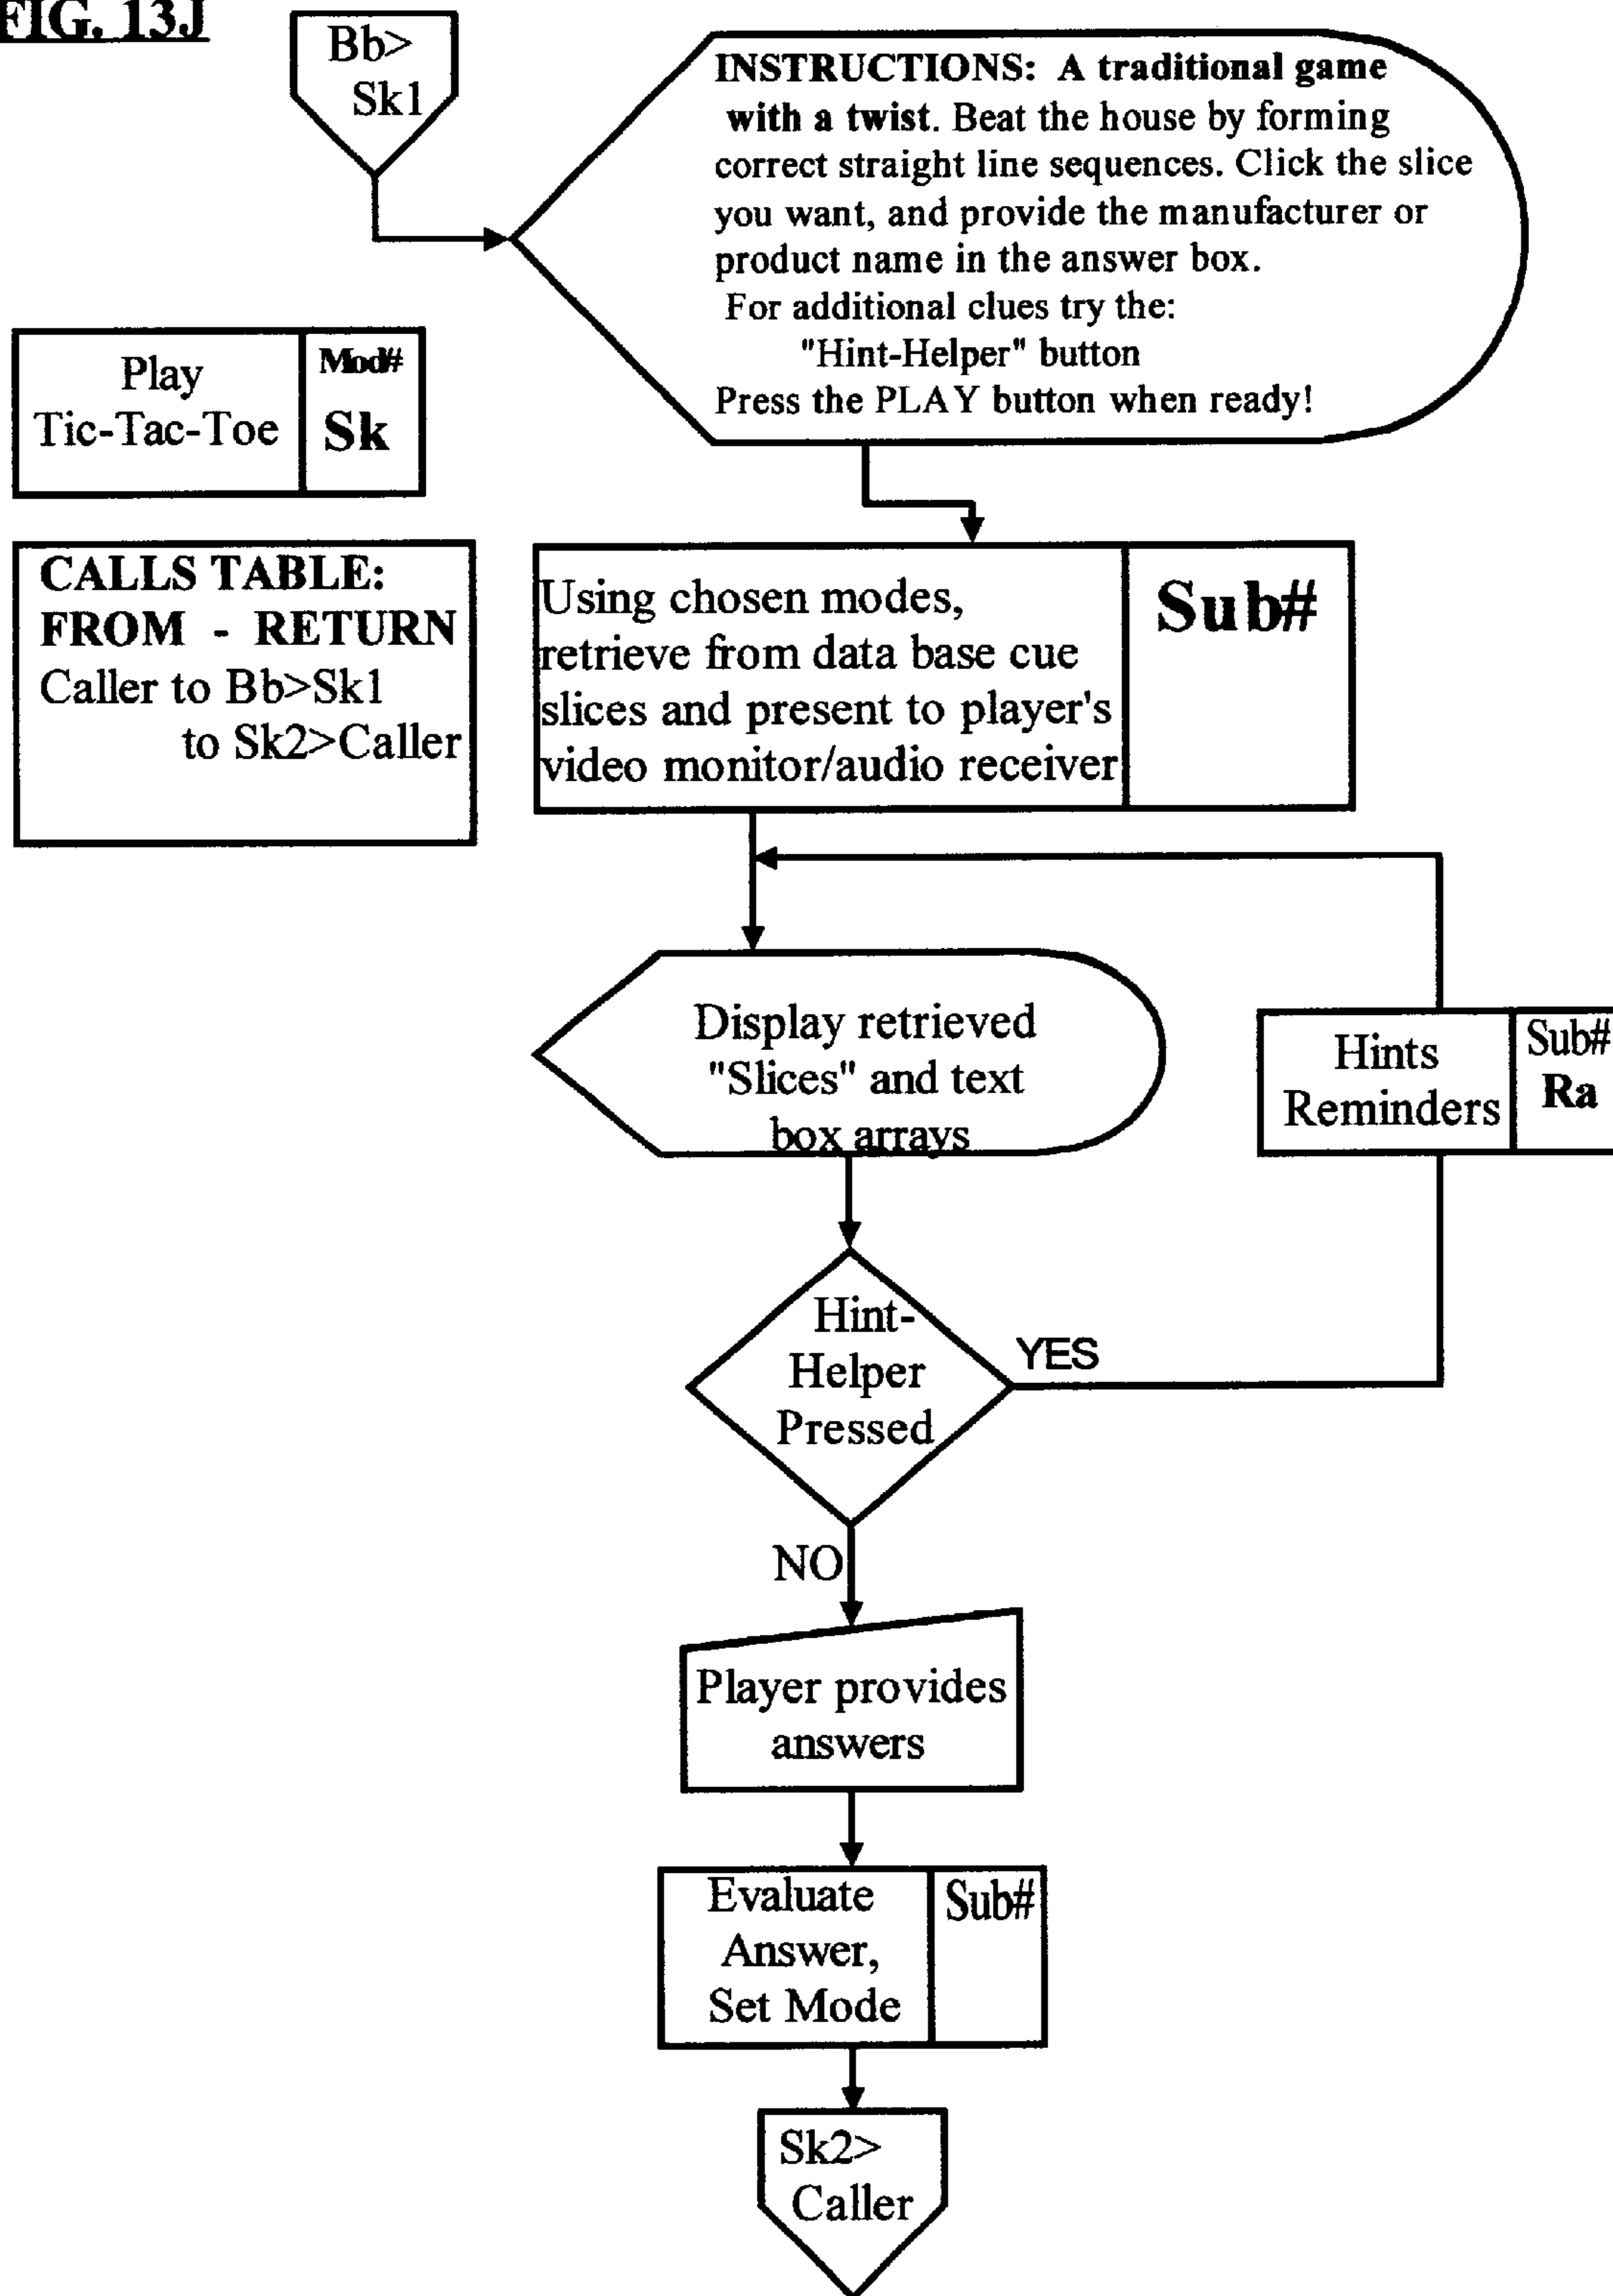 FIG. 13J
Bb>
Sk1
INSTRUCTIONS: A traditional game
with a twist. Beat the house by forming
correct straight line sequences. Click the slice
you want, and provide the manufacturer or
product name in the answer box.
For additional clues try the:
"Hint-Helper" button
Press the PLAY button when ready!
Play
Tic-Tac-Toe
Mod#
Sk
CALLS TABLE:
FROM - RETURN
Caller to Bb>Sk1
to Sk2>Caller
Using chosen modes,
retrieve from data base cue
slices and present to player's
video monitor/audio receiver
Sub#
Display retrieved
"Slices" and text
box arrays
Hints
Reminders
Sub#
Ra
Hint-
Helper
Pressed
YES
NO
Player provides
answers
Evaluate
Answer,
Set Mode
Sub#
Sk2>
Caller